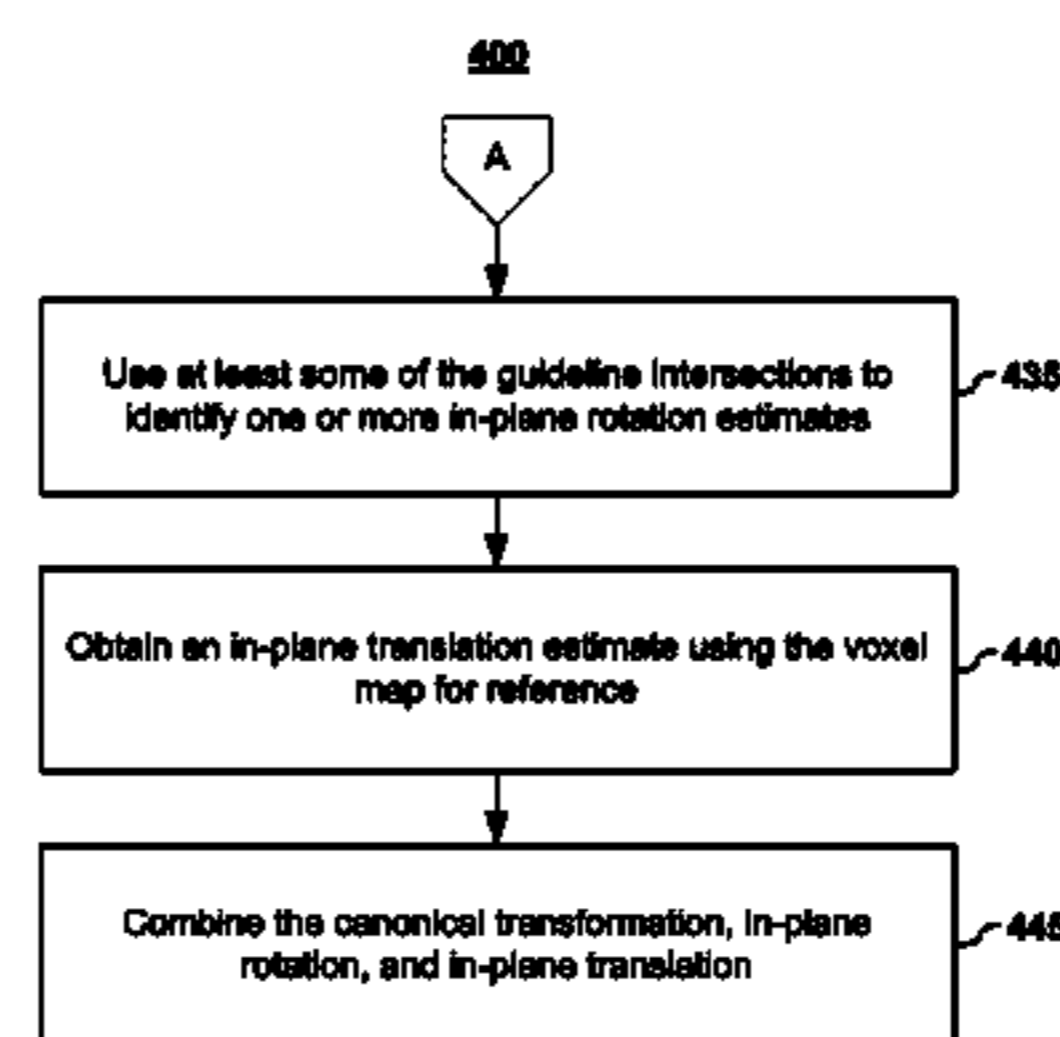 400
A
Use at least some of the guideline intersections to
identify one or more in-plane rotation estimates
435
Obtain an in-plane translation estimate using the voxel
map for reference
440
Combine the canonical transformation, in-plane
rotation, and in-plane translation
445